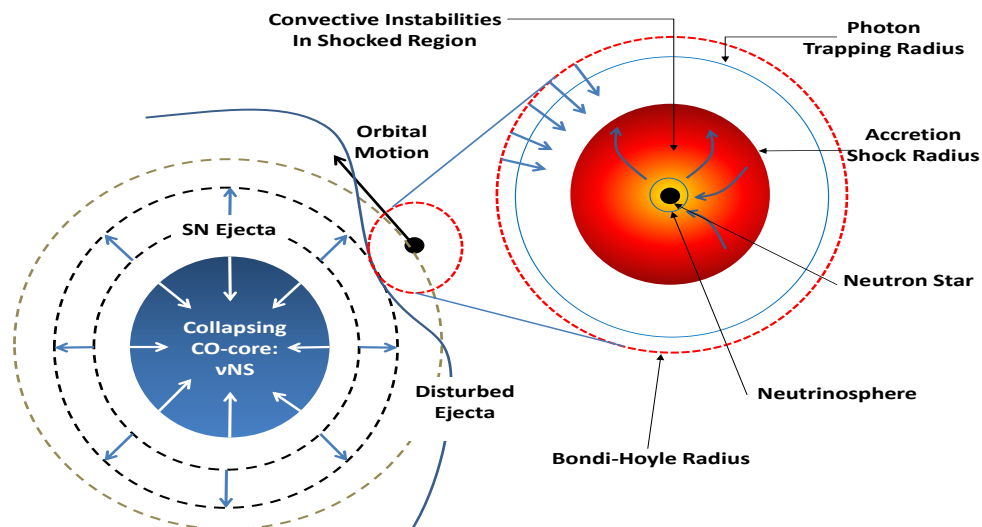 Convective Instabilities
In Shocked Region
Photon
Trapping Radius
Orbital
Motion
Accretion
Shock Radius
SN Ejecta
Neutron Star
Collapsing
CO-core:
νNS
Disturbed
Ejecta
Neutrinosphere
Bondi-Hoyle Radius